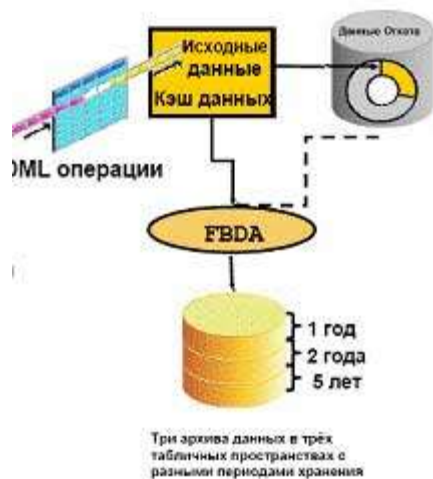 Исходные
данные
Кэш данных
Данные Отката
DML операции
FBDA
1 год
2 года
5 лет
Три архива данных в трёх
табличных пространствах с
разными периодами хранения